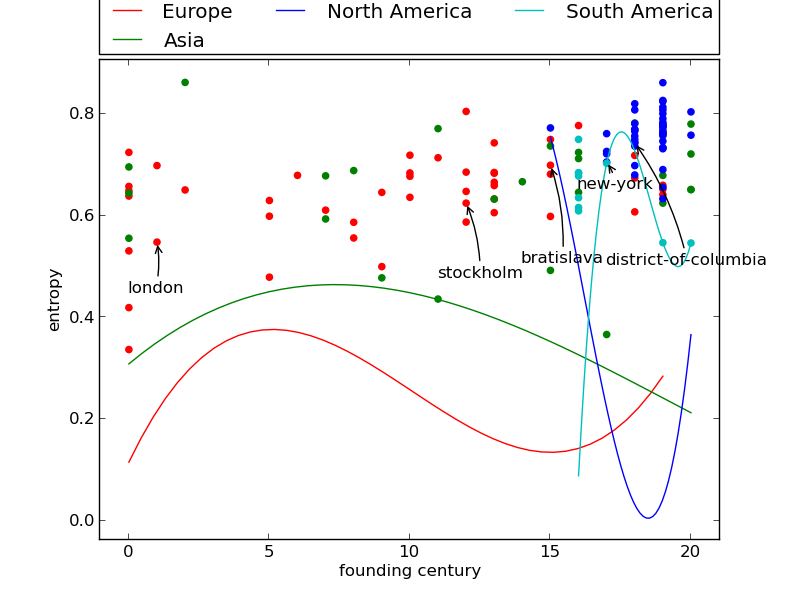 Europe North America South America
Asia
0.8
0.6
0.4
0.2
0.0
entropy
new-york
bratislava district-of-columbia
stockholm
london
0 5 10 15 20
founding century